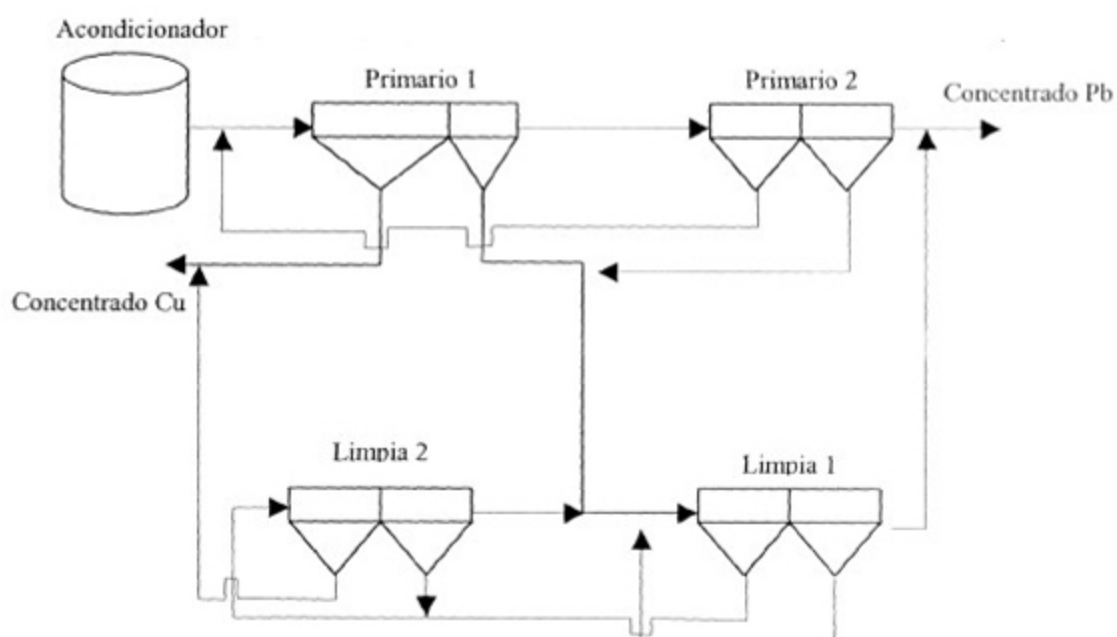 Acondicionador
Primario 1
Primario 2
Concentrado Pb
Concentrado Cu
Limpia 2
Limpia 1